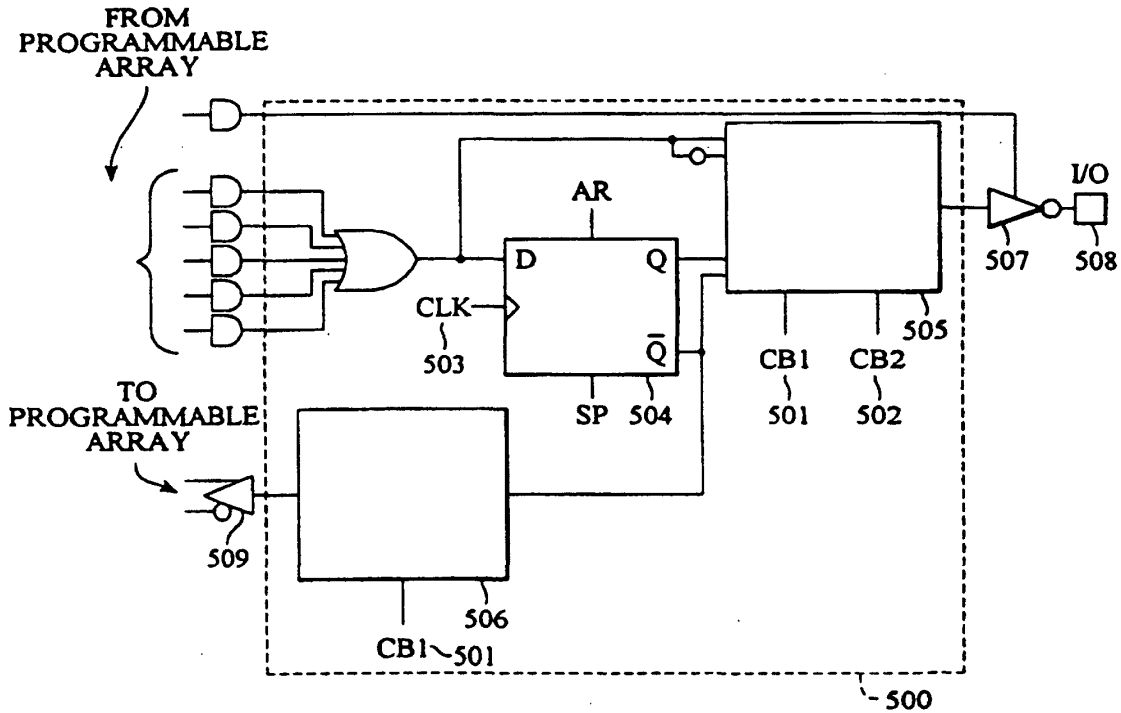 FROM
PROGRAMMABLE
ARRAY
I/O
AR
D
Q
507
508
CLK
503
505
Q̅
CB1
CB2
501
502
TO
PROGRAMMABLE
ARRAY
SP
504
509
506
CB1
501
500